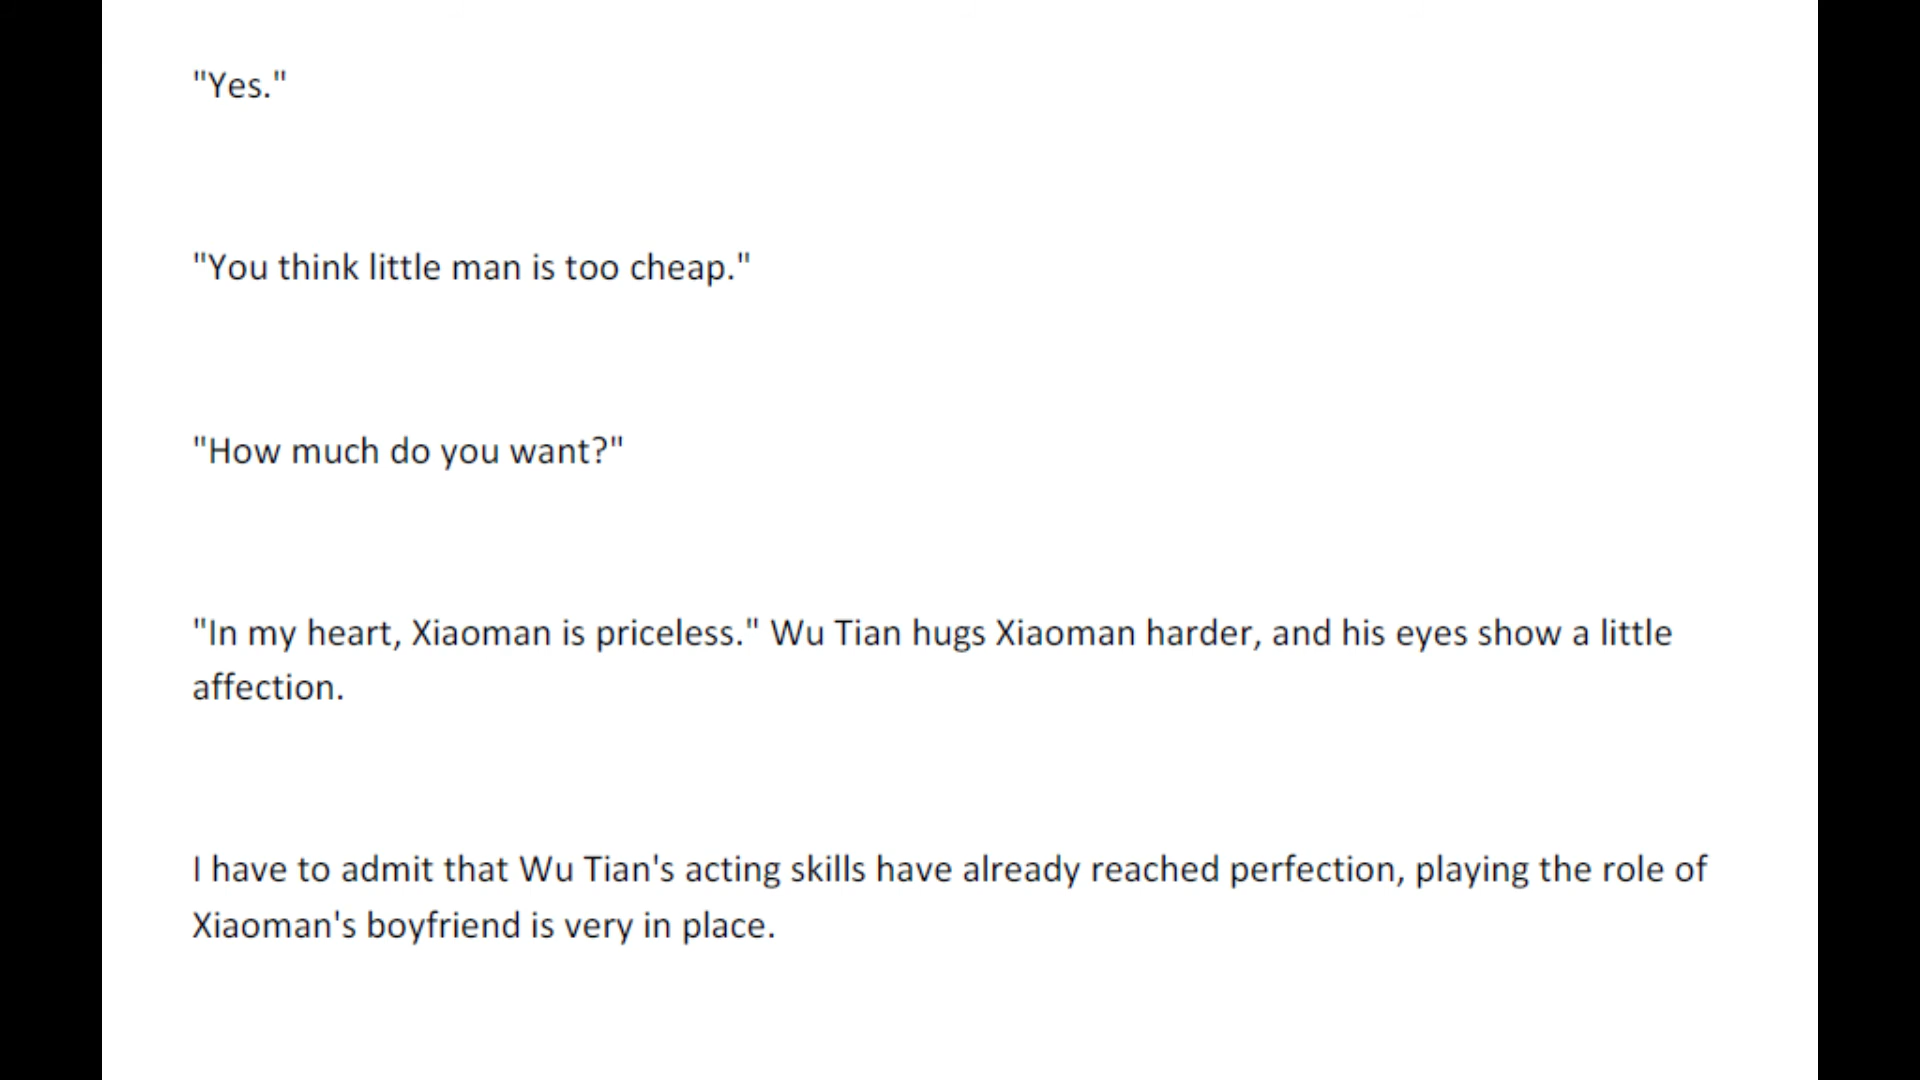 "Yes."
"You think little man is too cheap."
"How much do you want?"
"In my heart, Xiaoman is priceless." Wu Tian hugs Xiaoman harder, and his eyes show a little
affection.
I have to admit that Wu Tian's acting skills have already reached perfection, playing the role of
Xiaoman's boyfriend is very in place.